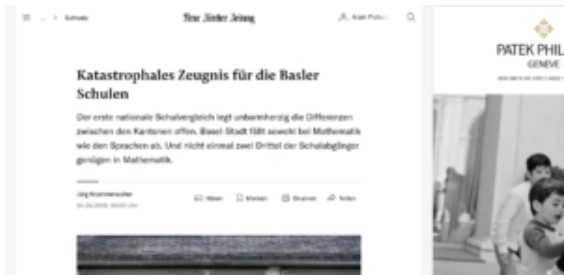 Schweiz
Neue Zürcher Zeitung
Katastrophales Zeugnis für die Basler
Schulen
Der erste nationale Schulvergleich legt unbarmherzig die Differenzen
zwischen den Kantonen offen. Basel-Stadt fällt sowohl bei Mathematik
wie den Sprachen ab. Und nicht einmal zwei Drittel der Schulabgänger
genügen in Mathematik.
Hören Merken Drucken Teilen
PATEK PHIL
GENEVE